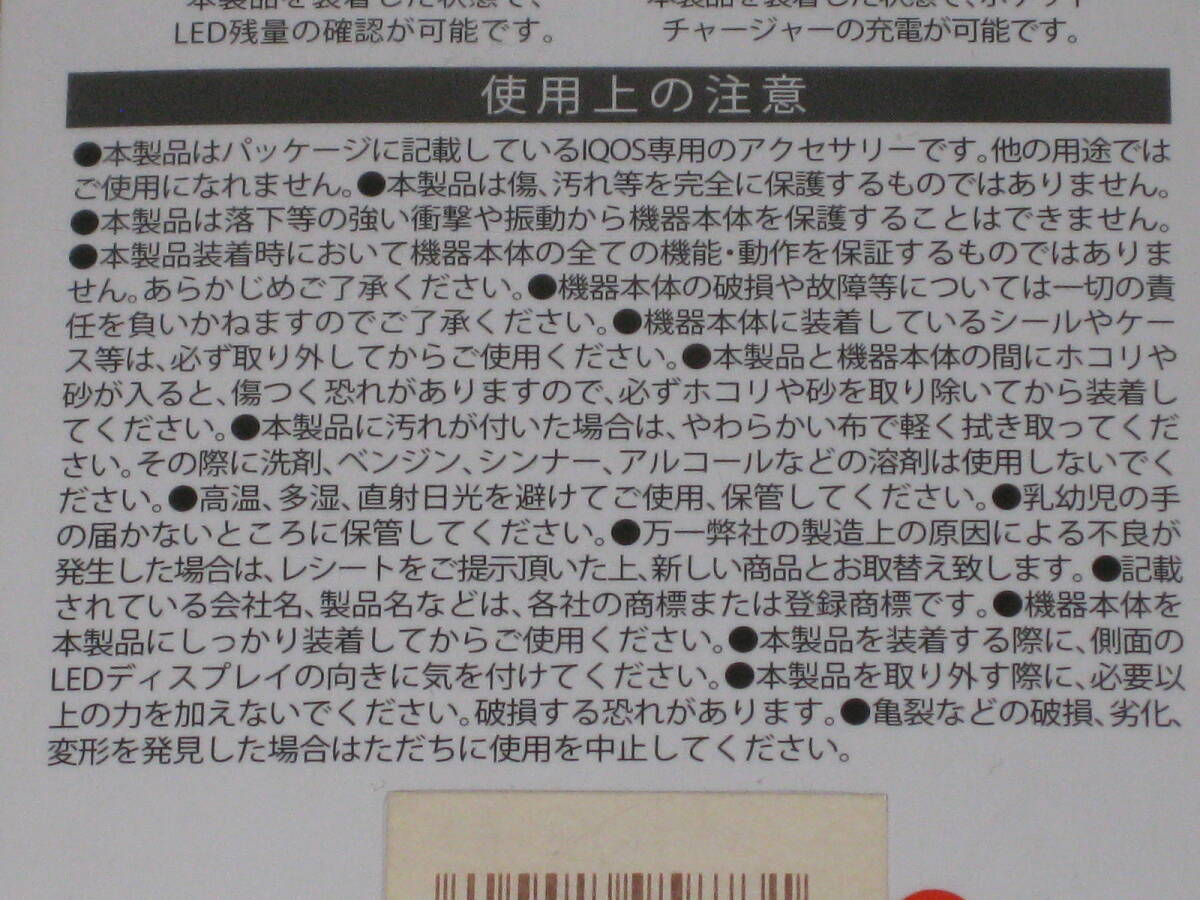 本製品を装着した状態で、
LED残量の確認が可能です。
本製品を装着した状態で、ポケット
チャージャーの充電が可能です。
使用上の注意
●本製品はパッケージに記載しているIQOS専用のアクセサリーです。他の用途では
ご使用になれません。●本製品は傷、汚れ等を完全に保護するものではありません。
●本製品は落下等の強い衝撃や振動から機器本体を保護することはできません。
●本製品装着時において機器本体の全ての機能・動作を保証するものではありま
せん。あらかじめご了承ください。●機器本体の破損や故障等については一切の責
任を負いかねますのでご了承ください。●機器本体に装着しているシールやケー
ス等は、必ず取り外してからご使用ください。●本製品と機器本体の間にホコリや
砂が入ると、傷つく恐れがありますので、必ずホコリや砂を取り除いてから装着し
てください。●本製品に汚れが付いた場合は、やわらかい布で軽く拭き取ってくだ
さい。その際に洗剤、ベンジン、シンナー、アルコールなどの溶剤は使用しないでく
ださい。●高温、多湿、直射日光を避けてご使用、保管してください。●乳幼児の手
の届かないところに保管してください。●万一弊社の製造上の原因による不良が
発生した場合は、レシートをご提示頂いた上、新しい商品とお取替え致します。●記載
されている会社名、製品名などは、各社の商標または登録商標です。●機器本体を
本製品にしっかり装着してからご使用ください。●本製品を装着する際に、側面の
LEDディスプレイの向きに気を付けてください。●本製品を取り外す際に、必要以
上の力を加えないでください。破損する恐れがあります。●亀裂などの破損、劣化、
変形を発見した場合はただちに使用を中止してください。